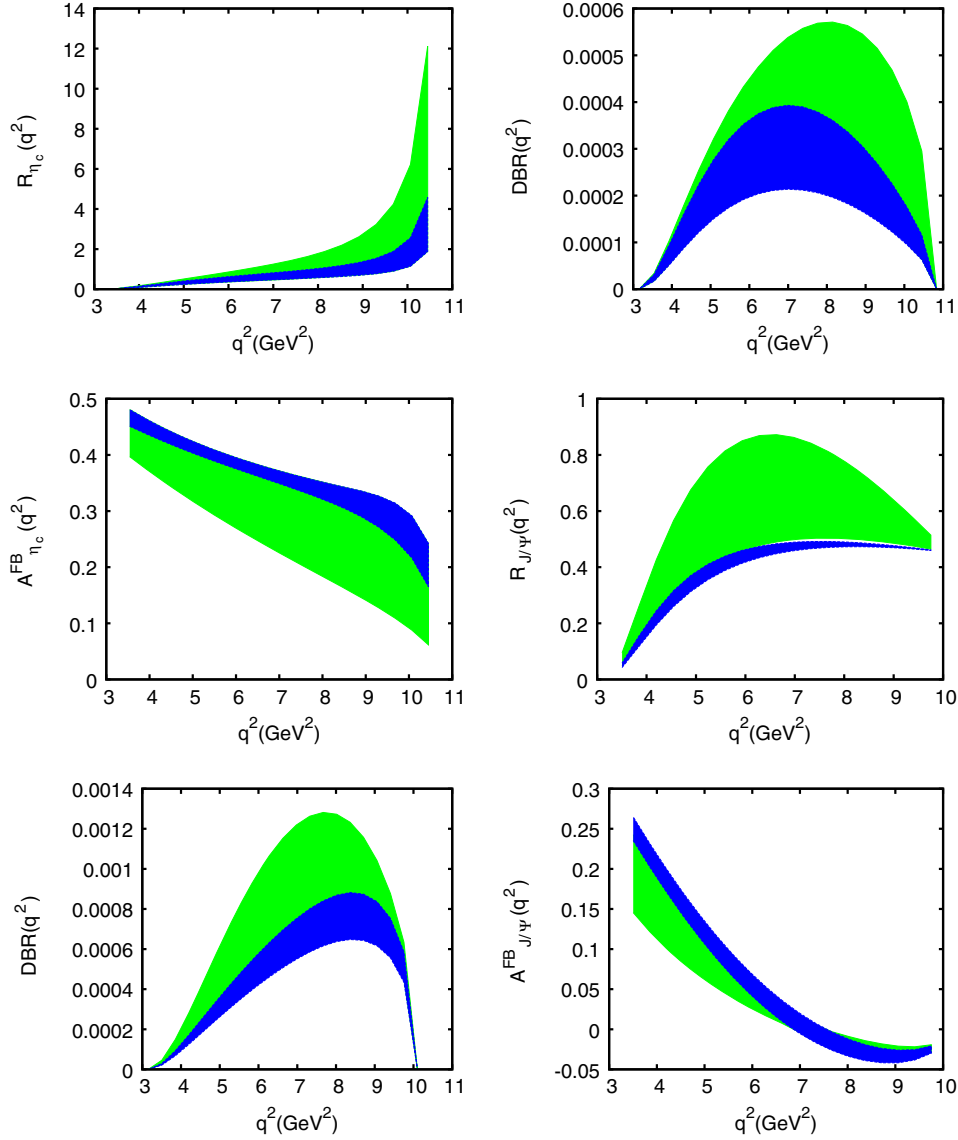 14
12
10
8
6
4
2
0
3 4 5 6 7 8 9 10 11
R_{η_c}(q^2)
q^2(GeV^2)
0.0006
0.0005
0.0004
0.0003
0.0002
0.0001
0
3 4 5 6 7 8 9 10 11
DBR(q^2)
q^2(GeV^2)
0.5
0.4
0.3
0.2
0.1
0
3 4 5 6 7 8 9 10 11
A^{FB}_{η_c}(q^2)
q^2(GeV^2)
1
0.8
0.6
0.4
0.2
0
3 4 5 6 7 8 9 10
R_{J/Ψ}(q^2)
q^2(GeV^2)
0.0014
0.0012
0.001
0.0008
0.0006
0.0004
0.0002
0
3 4 5 6 7 8 9 10 11
DBR(q^2)
q^2(GeV^2)
0.3
0.25
0.2
0.15
0.1
0.05
0
-0.05
3 4 5 6 7 8 9 10
A^{FB}_{J/Ψ}(q^2)
q^2(GeV^2)